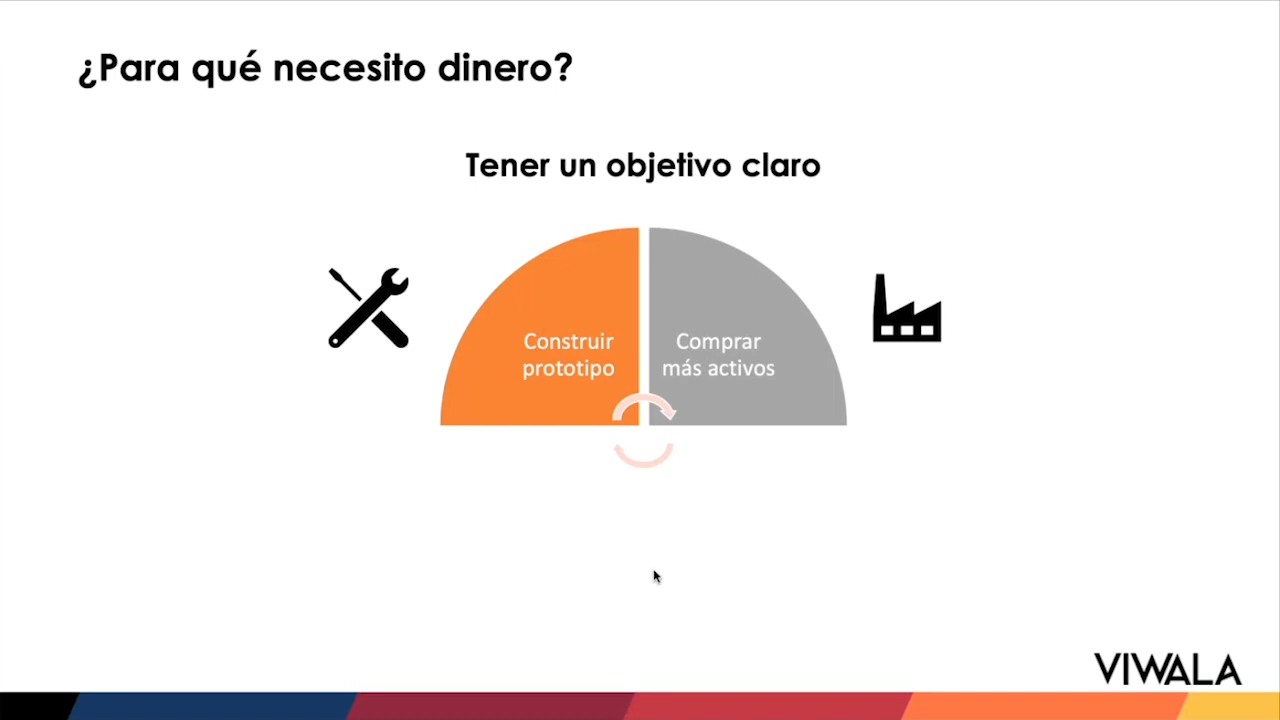 ¿Para qué necesito dinero?
Tener un objetivo claro
Construir
prototipo
Comprar
más activos
VIWALA